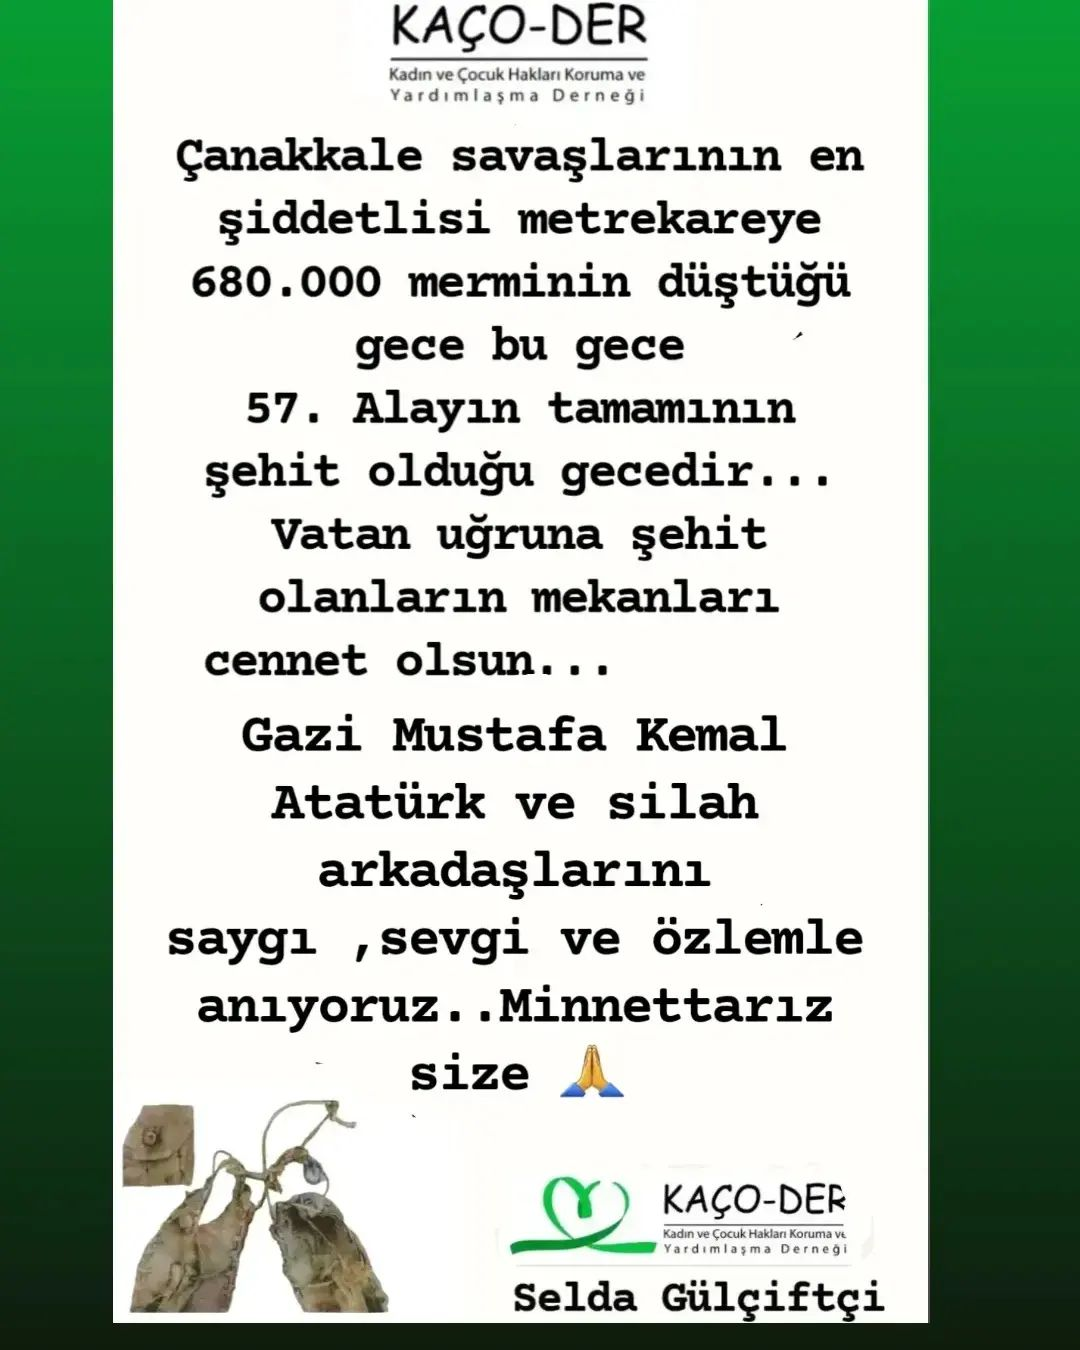 KAÇO-DER
Kadın ve Çocuk Hakları Koruma ve
Yardımlaşma Derneği
Çanakkale savaşlarının en
şiddetlisi metrekareye
680.000 merminin düştüğü
gece bu gece
57. Alayın tamamının
şehit olduğu gecedir...
Vatan uğruna şehit
olanların mekanları
cennet olsun...
Gazi Mustafa Kemal
Atatürk ve silah
arkadaşlarını
saygı ,sevgi ve özlemle
anıyoruz..Minnettarız
size 🙏
KAÇO-DER
Kadın ve Çocuk Hakları Koruma ve
Yardımlaşma Derneği
Selda Gülçiftçi